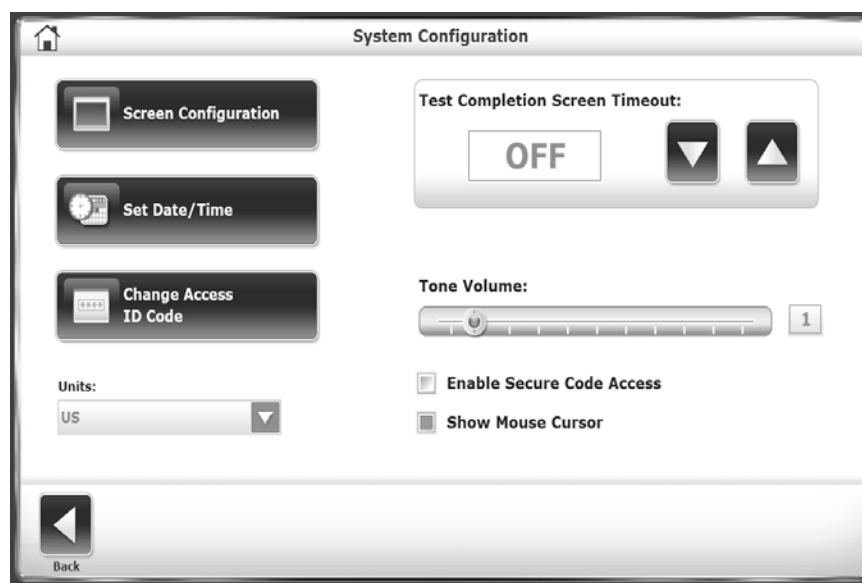 System Configuration
Screen Configuration
Set Date/Time
Change Access
ID Code
Units:
US
Test Completion Screen Timeout:
OFF
Tone Volume:
1
Enable Secure Code Access
Show Mouse Cursor
Back